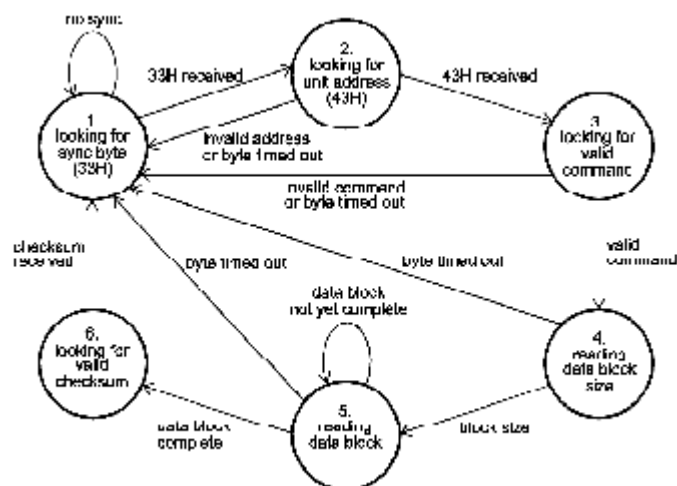 no sync
33H received
2.
looking for
unit address
(43H)
43H received
1
looking for
sync byte
(33H)
invalid address
or byte timed out
3
looking for
valid
command
invalid command
or byte timed out
checksum
received
byte timed out
byte timed out
valid
command
data block
not yet complete
6.
looking for
valid
checksum
4.
reading
data block
size
5.
reading
data block
data block
complete
block size